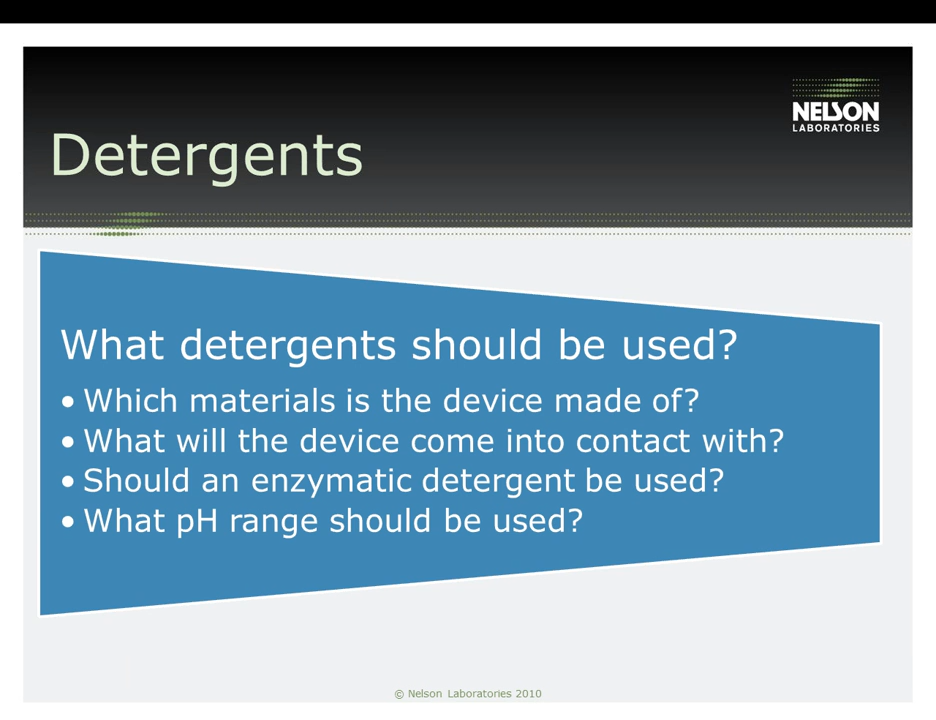 NELSON
LABORATORIES
Detergents
What detergents should be used?
• Which materials is the device made of?
• What will the device come into contact with?
• Should an enzymatic detergent be used?
• What pH range should be used?
© Nelson Laboratories 2010